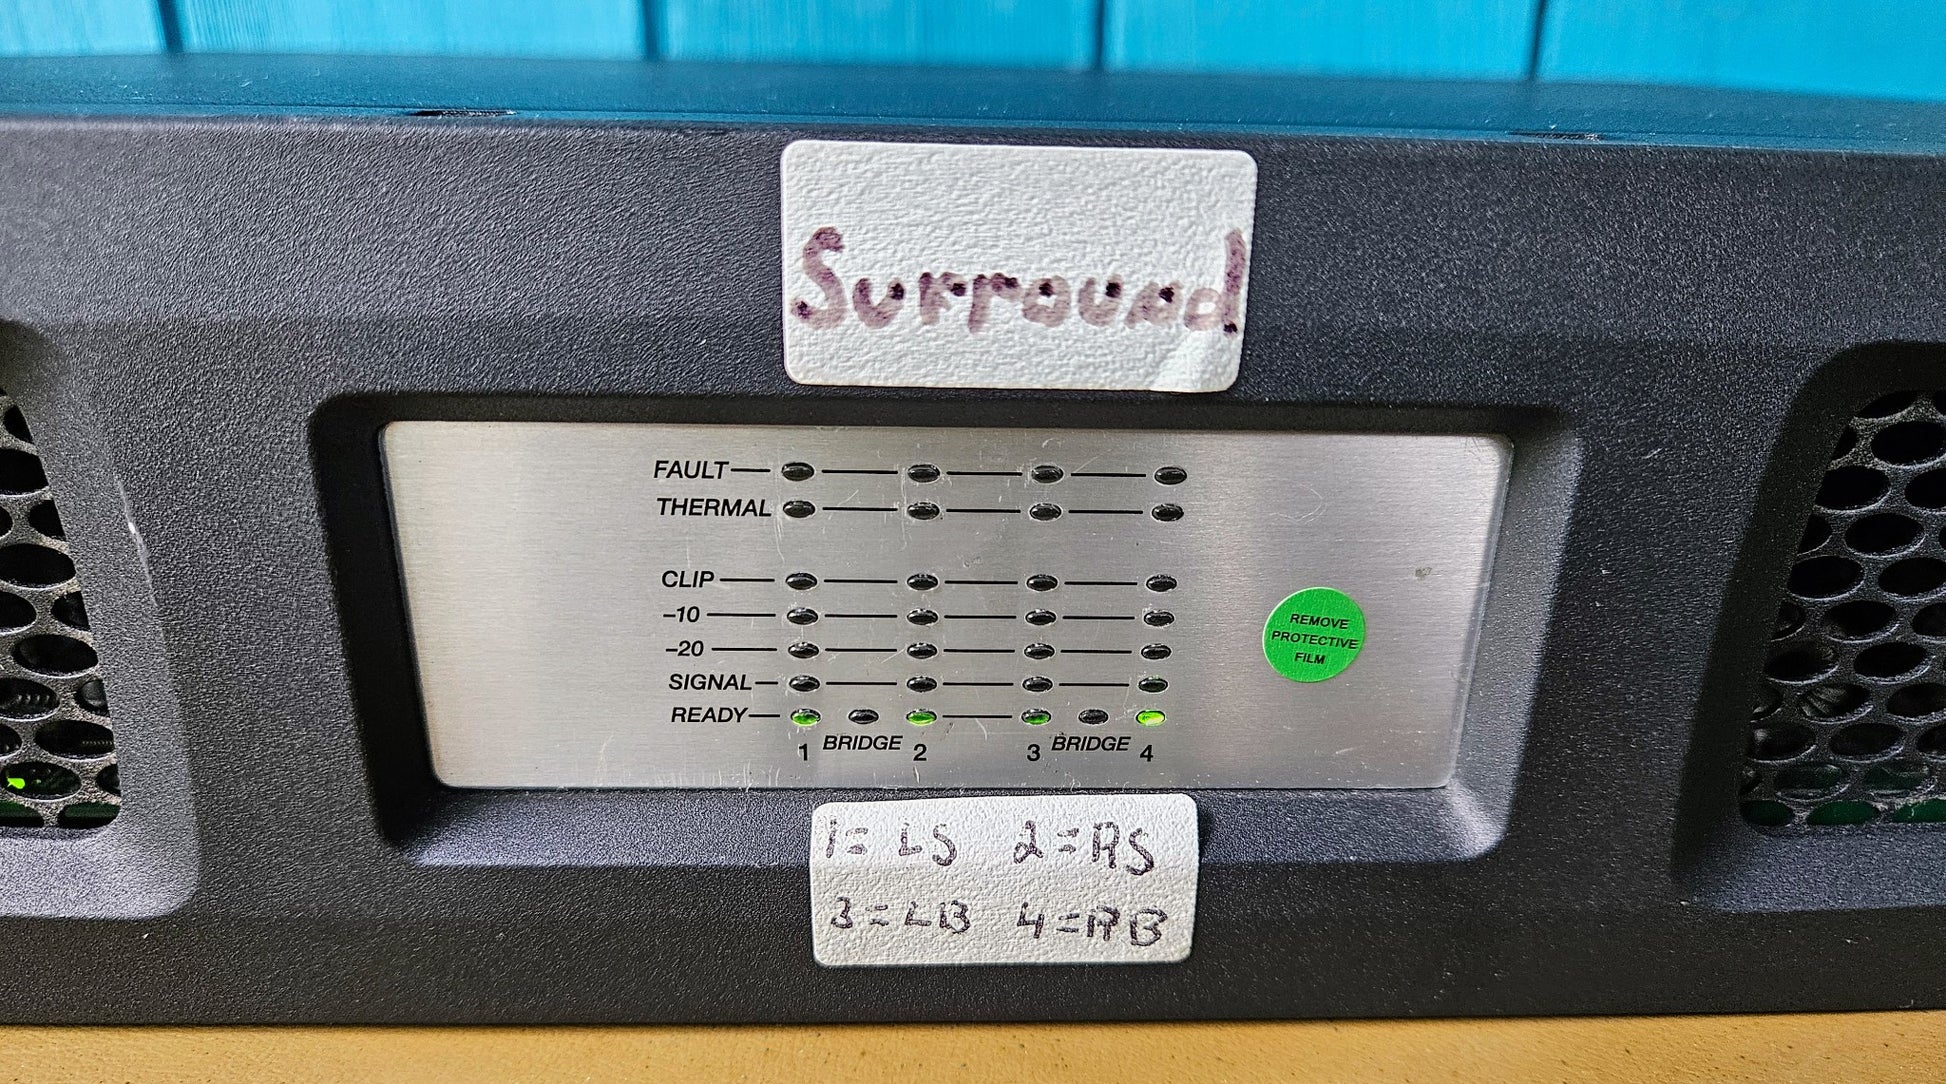 Surround
FAULT
THERMAL
CLIP
-10
-20
SIGNAL
READY
1 BRIDGE 2 3 BRIDGE 4
REMOVE
PROTECTIVE
FILM
1=LS 2=RS
3=LB 4=RB